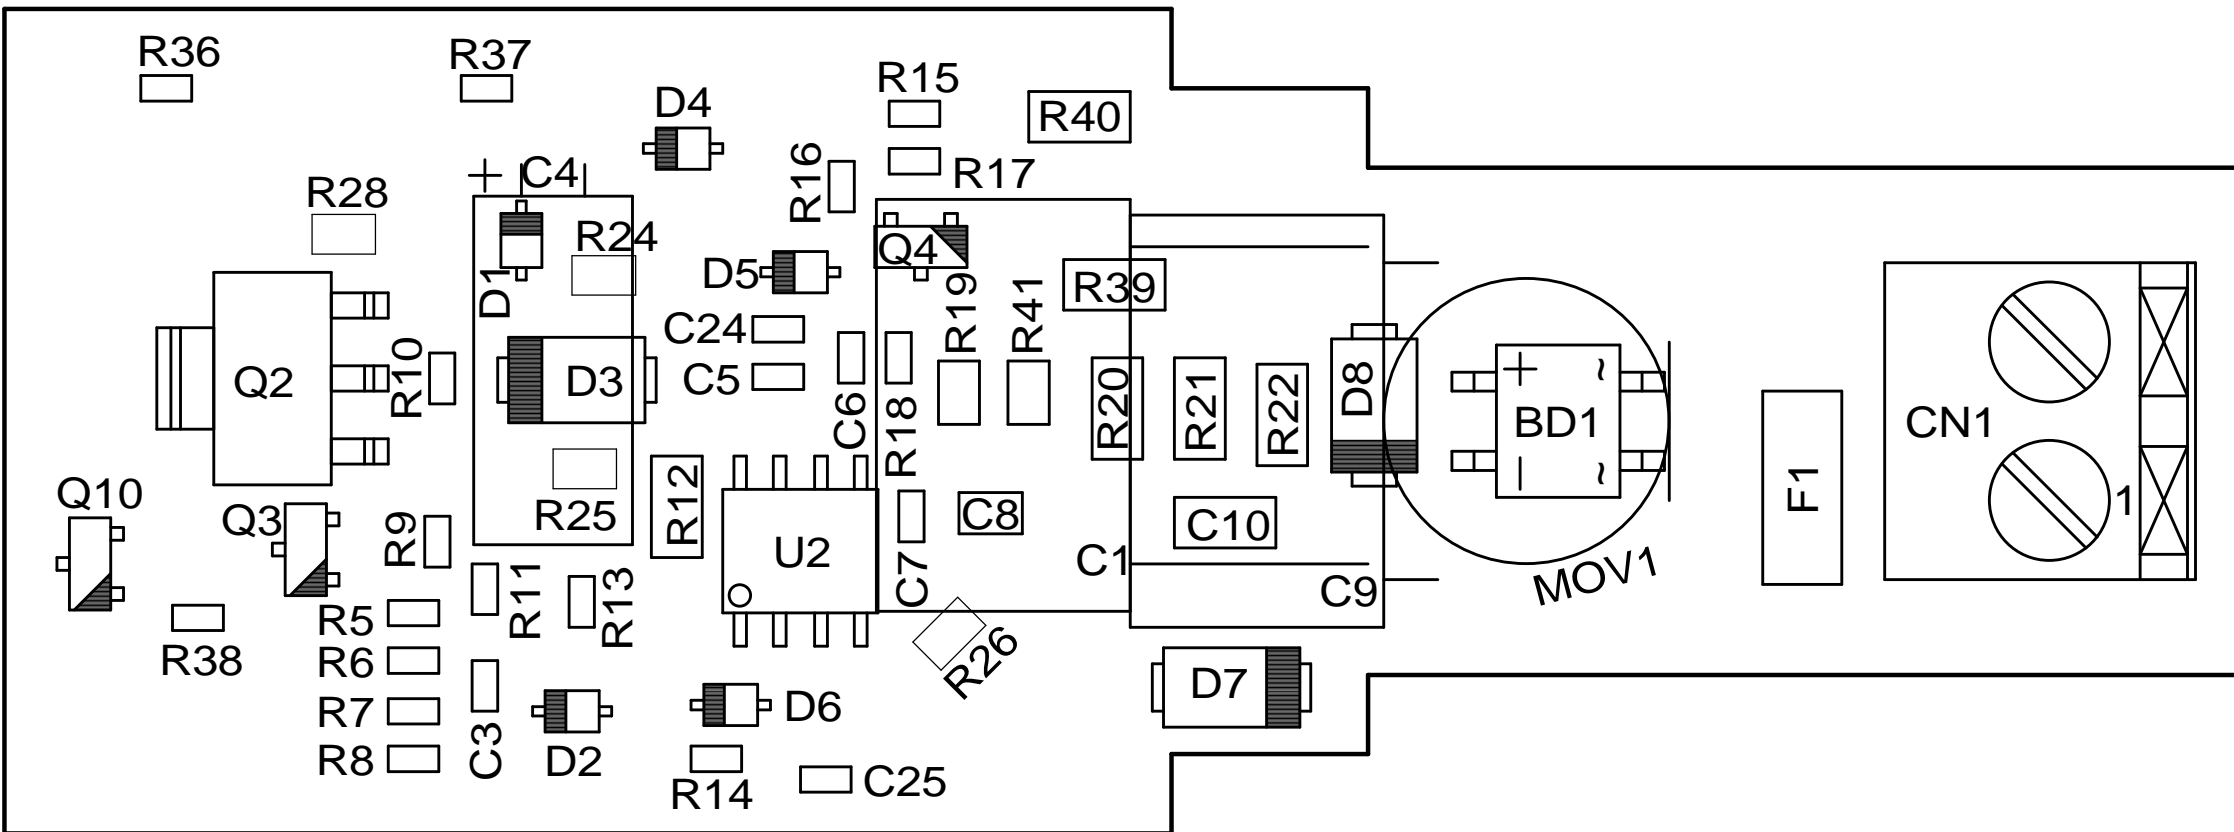 R36
R37
R15
D4
R40
R16
R17
+
C4
R28
R24
Q4
D1
D5
R39
R19
R41
C24
C5
R10
Q2
D3
R20
R21
R22
D8
+
~
BD1
CN1
C6
R18
−
~
Q10
Q3
R9
R25
R12
U2
C7
C8
C10
F1
1
C1
C9
MOV1
R11
R13
R5
R38
R6
R26
R7
D7
D6
C3
R8
D2
R14
C25